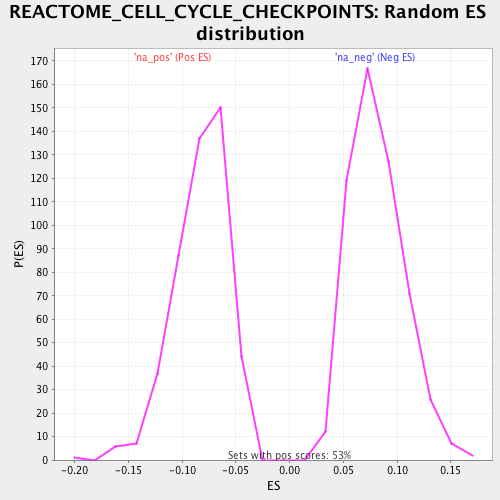 REACTOME_CELL_CYCLE_CHECKPOINTS: Random ES
distribution
'na_pos' (Pos ES)
'na_neg' (Neg ES)
170
160
150
140
130
120
110
100
90
80
70
60
50
40
30
20
10
0
P(ES)
Sets with pos scores: 53%
-0.20 -0.15 -0.10 -0.05 0.00 0.05 0.10 0.15
ES